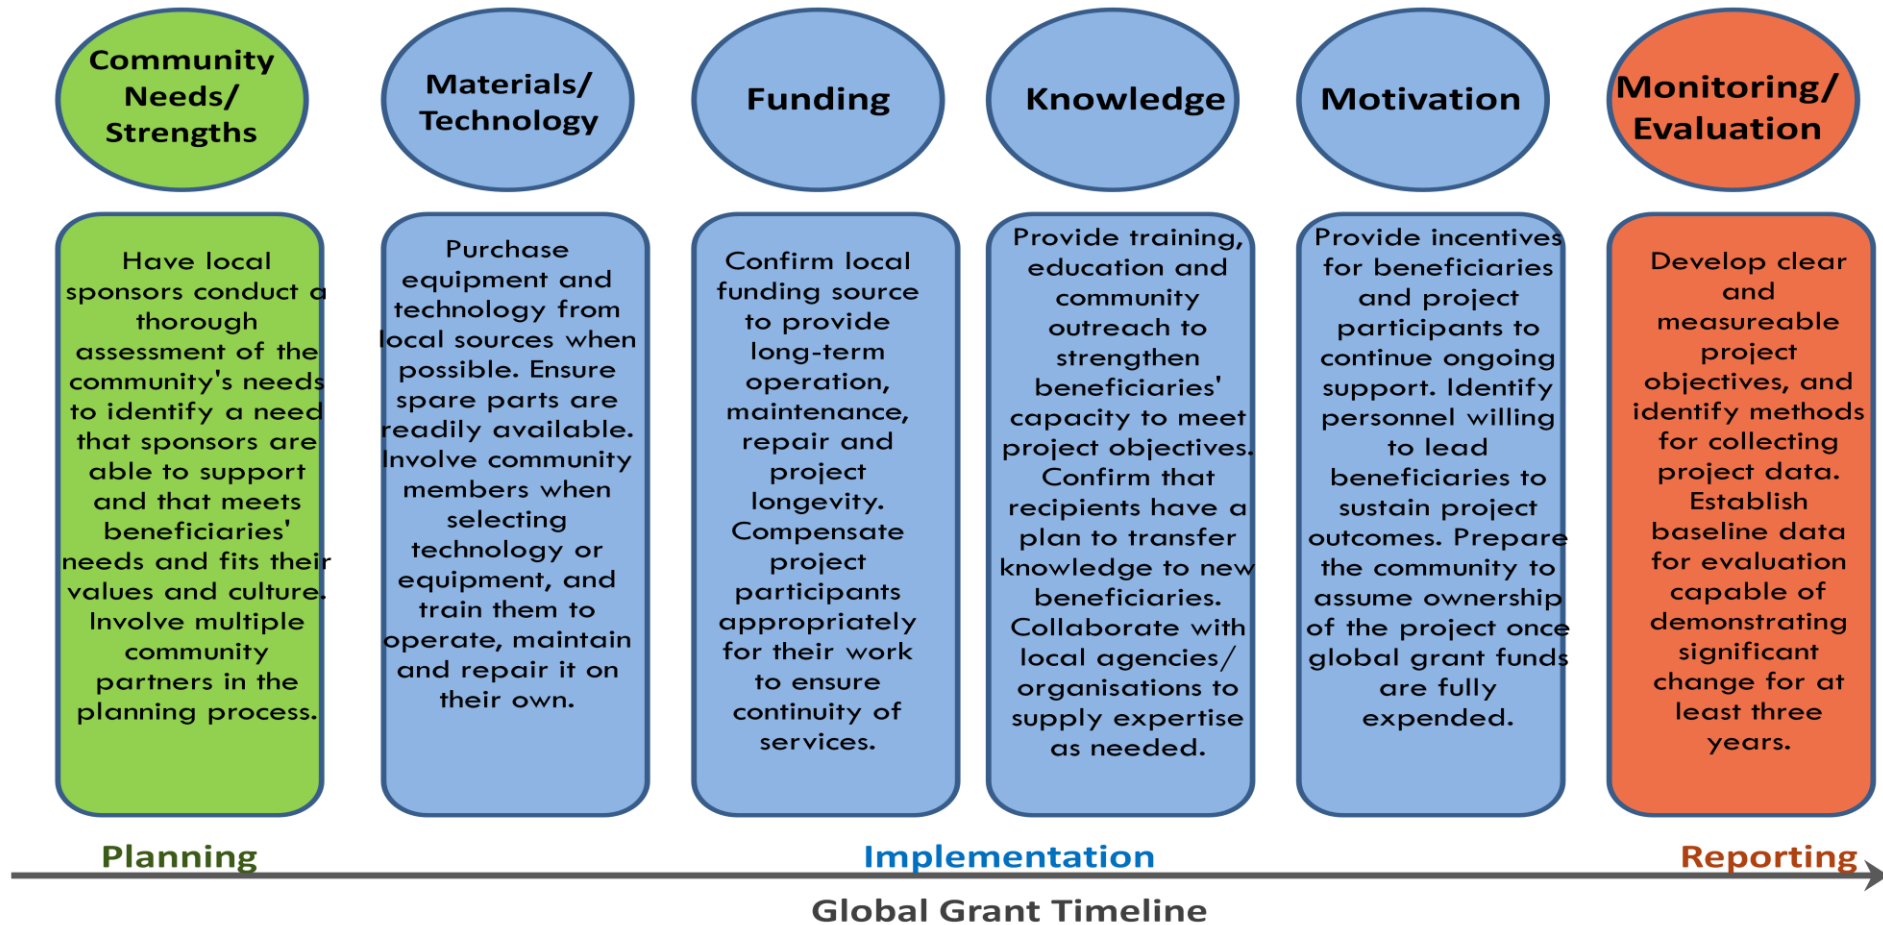 Community
Needs/
Strengths
Have local
sponsors conduct a
thorough
assessment of the
community's needs
to identify a need
that sponsors are
able to support
and that meets
beneficiaries'
needs and fits their
values and culture.
Involve multiple
community
partners in the
planning process.
Materials/
Technology
Purchase
equipment and
technology from
local sources when
possible. Ensure
spare parts are
readily available.
Involve community
members when
selecting
technology or
equipment, and
train them to
operate, maintain
and repair it on
their own.
Funding
Confirm local
funding source
to provide
long-term
operation,
maintenance,
repair and
project
longevity.
Compensate
project
participants
appropriately
for their work
to ensure
continuity of
services.
Knowledge
Provide training,
education and
community
outreach to
strengthen
beneficiaries'
capacity to meet
project objectives.
Confirm that
recipients have a
plan to transfer
knowledge to new
beneficiaries.
Collaborate with
local agencies/
organisations to
supply expertise
as needed.
Motivation
Provide incentives
for beneficiaries
and project
participants to
continue ongoing
support. Identify
personnel willing
to lead
beneficiaries to
sustain project
outcomes. Prepare
the community to
assume ownership
of the project once
global grant funds
are fully
expended.
Monitoring/
Evaluation
Develop clear
and
measureable
project
objectives, and
identify methods
for collecting
project data.
Establish
baseline data
for evaluation
capable of
demonstrating
significant
change for at
least three
years.
Planning
Implementation
Reporting
Global Grant Timeline